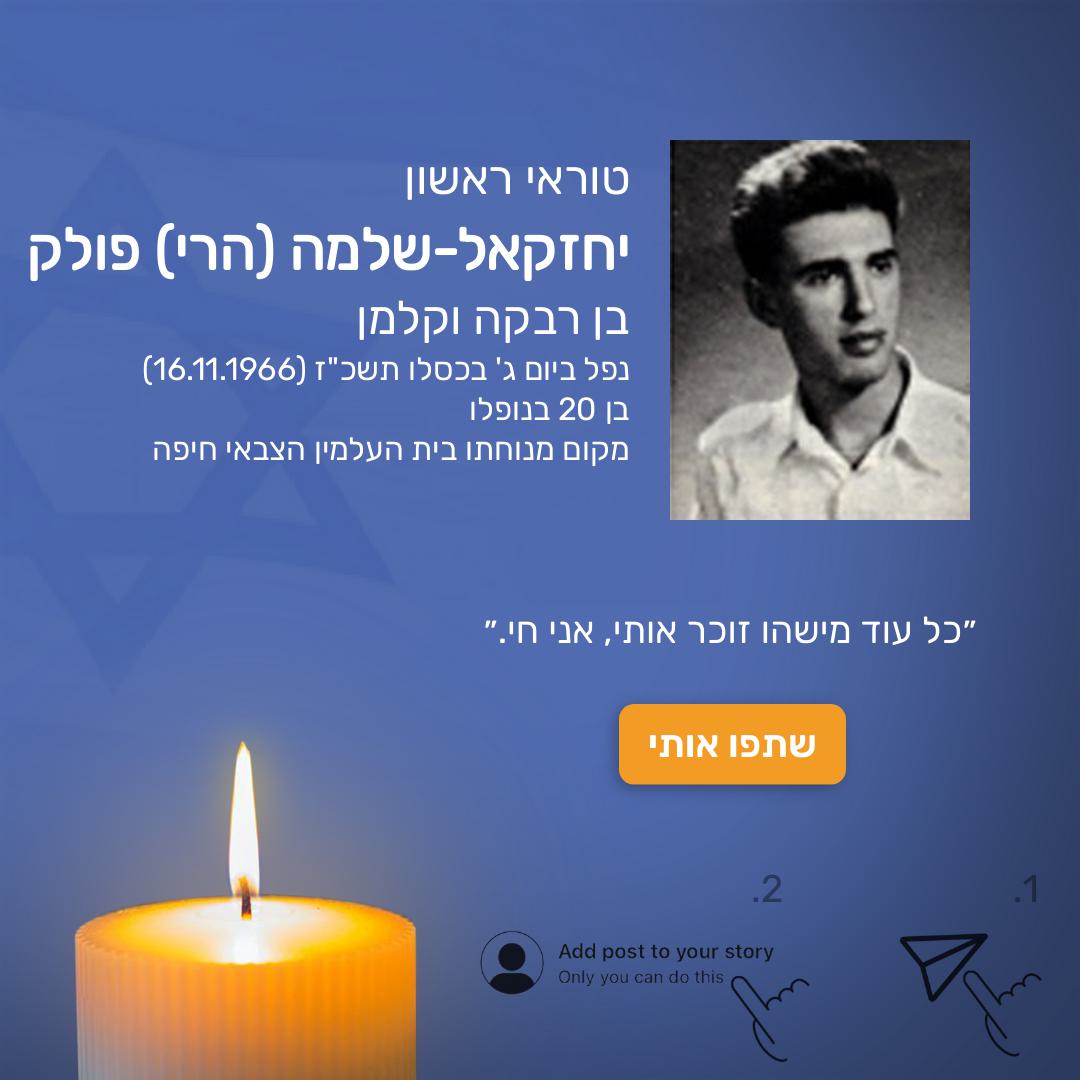 טוראי ראשון
יחזקאל-שלמה (הרי) פולק
בן רבקה וקלמן
נפל ביום ג' בכסלו תשכ"ז (16.11.1966)
בן 20 בנופלו
מקום מנוחתו בית העלמין הצבאי חיפה
״כל עוד מישהו זוכר אותי, אני חי.״
שתפו אותי
.1
.2
Add post to your story
Only you can do this